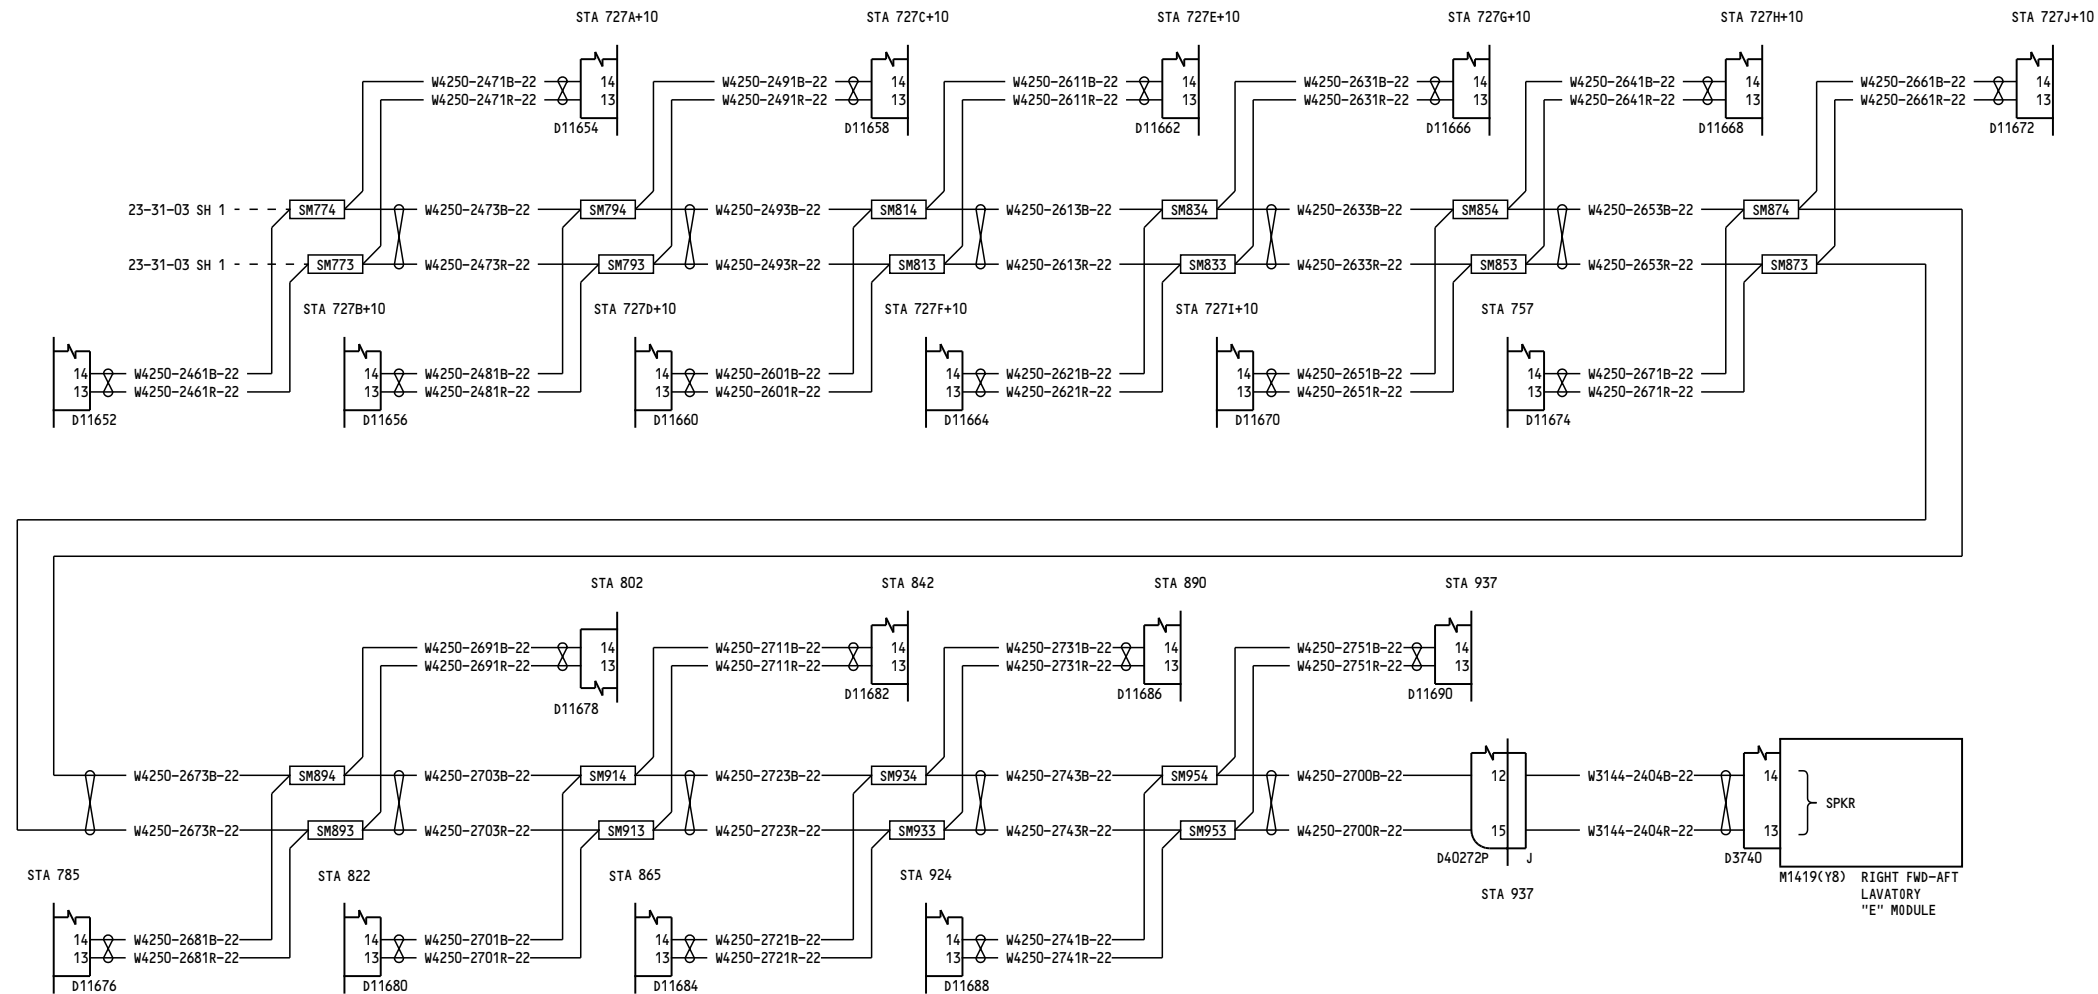 STA 727A+10 STA 727C+10 STA 727E+10 STA 727G+10 STA 727H+10 STA 727J+10
W4250-2471B-22 14 W4250-2491B-22 14 W4250-2611B-22 14 W4250-2631B-22 14 W4250-2641B-22 14 W4250-2661B-22 14
W4250-2471R-22 13 W4250-2491R-22 13 W4250-2611R-22 13 W4250-2631R-22 13 W4250-2641R-22 13 W4250-2661R-22 13
D11654 D11658 D11662 D11666 D11668 D11672
23-31-03 SH 1 SM774 W4250-2473B-22 SM794 W4250-2493B-22 SM814 W4250-2613B-22 SM834 W4250-2633B-22 SM854 W4250-2653B-22 SM874
23-31-03 SH 1 SM773 W4250-2473R-22 SM793 W4250-2493R-22 SM813 W4250-2613R-22 SM833 W4250-2633R-22 SM853 W4250-2653R-22 SM873
STA 727B+10 STA 727D+10 STA 727F+10 STA 727I+10 STA 757
14 W4250-2461B-22 14 W4250-2481B-22 14 W4250-2601B-22 14 W4250-2621B-22 14 W4250-2651B-22 14 W4250-2671B-22
13 W4250-2461R-22 13 W4250-2481R-22 13 W4250-2601R-22 13 W4250-2621R-22 13 W4250-2651R-22 13 W4250-2671R-22
D11652 D11656 D11660 D11664 D11670 D11674
STA 802 STA 842 STA 890 STA 937
W4250-2691B-22 14 W4250-2711B-22 14 W4250-2731B-22 14 W4250-2751B-22 14
W4250-2691R-22 13 W4250-2711R-22 13 W4250-2731R-22 13 W4250-2751R-22 13
D11678 D11682 D11686 D11690
W4250-2673B-22 SM894 W4250-2703B-22 SM914 W4250-2723B-22 SM934 W4250-2743B-22 SM954 W4250-2700B-22 12 W3144-2404B-22 14
SPKR
W4250-2673R-22 SM893 W4250-2703R-22 SM913 W4250-2723R-22 SM933 W4250-2743R-22 SM953 W4250-2700R-22 15 W3144-2404R-22 13
D40272P J D3740
STA 785 STA 822 STA 865 STA 924 M1419(Y8) RIGHT FWD-AFT
STA 937 LAVATORY
"E" MODULE
14 W4250-2681B-22 14 W4250-2701B-22 14 W4250-2721B-22 14 W4250-2741B-22
13 W4250-2681R-22 13 W4250-2701R-22 13 W4250-2721R-22 13 W4250-2741R-22
D11676 D11680 D11684 D11688